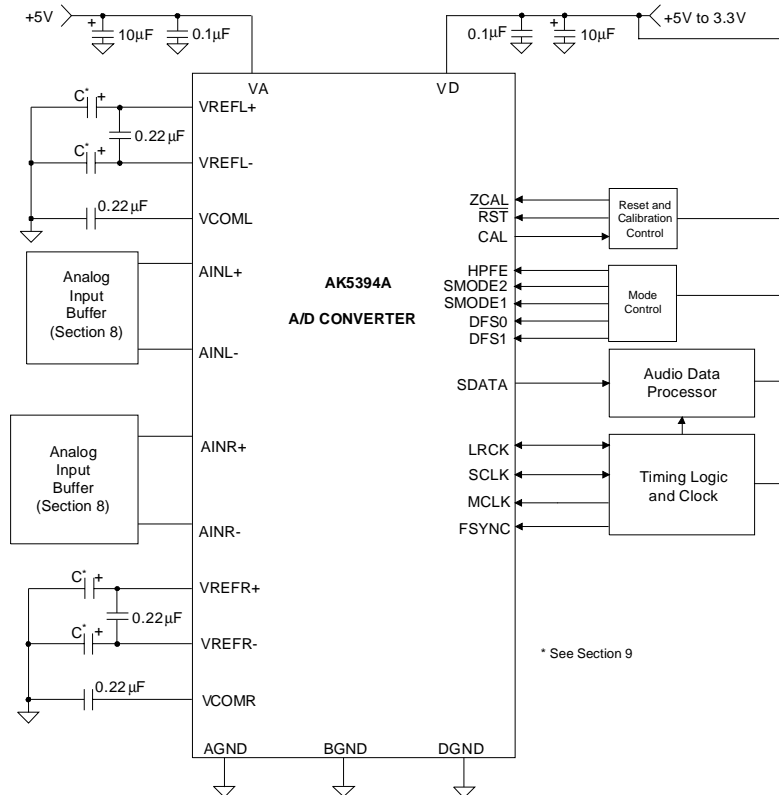 +5V
+
10µF
0.1µF
0.1µF
+
10µF
+5V to 3.3V
VA
VD
C* +
VREFL+
0.22µF
C* +
VREFL-
0.22µF
VCOML
ZCAL
RST
CAL
Reset and
Calibration
Control
Analog
Input
Buffer
(Section 8)
AINL+
AINL-
AK5394A
A/D CONVERTER
HPFE
SMODE2
SMODE1
DFS0
DFS1
Mode
Control
SDATA
Audio Data
Processor
Analog
Input
Buffer
(Section 8)
AINR+
AINR-
LRCK
SCLK
MCLK
FSYNC
Timing Logic
and Clock
C* +
VREFR+
0.22µF
C* +
VREFR-
0.22µF
VCOMR
* See Section 9
AGND
BGND
DGND